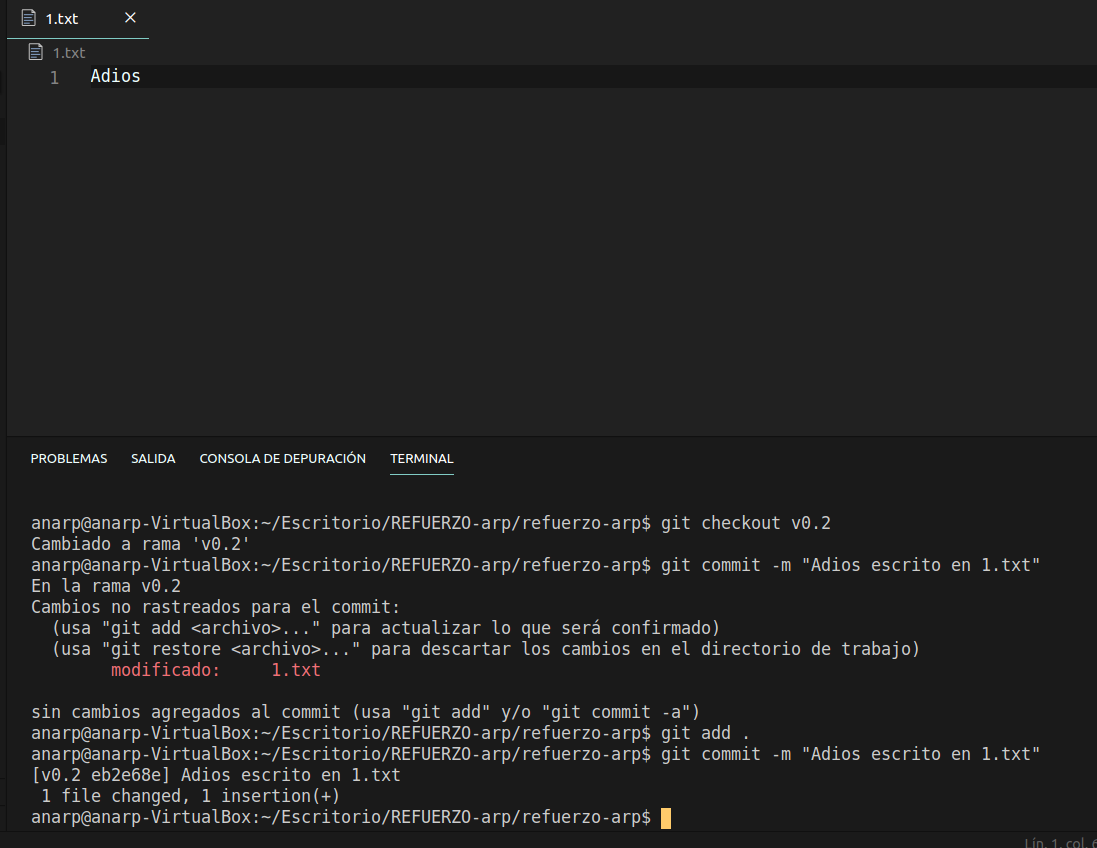 1.txt ×
1.txt
1 Adios
PROBLEMAS SALIDA CONSOLA DE DEPURACIÓN TERMINAL
anarp@anarp-VirtualBox:~/Escritorio/REFUERZO-arp/refuerzo-arp$ git checkout v0.2
Cambiado a rama 'v0.2'
anarp@anarp-VirtualBox:~/Escritorio/REFUERZO-arp/refuerzo-arp$ git commit -m "Adios escrito en 1.txt"
En la rama v0.2
Cambios no rastreados para el commit:
  (usa "git add <archivo>..." para actualizar lo que será confirmado)
  (usa "git restore <archivo>..." para descartar los cambios en el directorio de trabajo)
        modificado:     1.txt

sin cambios agregados al commit (usa "git add" y/o "git commit -a")
anarp@anarp-VirtualBox:~/Escritorio/REFUERZO-arp/refuerzo-arp$ git add .
anarp@anarp-VirtualBox:~/Escritorio/REFUERZO-arp/refuerzo-arp$ git commit -m "Adios escrito en 1.txt"
[v0.2 eb2e68e] Adios escrito en 1.txt
 1 file changed, 1 insertion(+)
anarp@anarp-VirtualBox:~/Escritorio/REFUERZO-arp/refuerzo-arp$
Lín. 1, col.